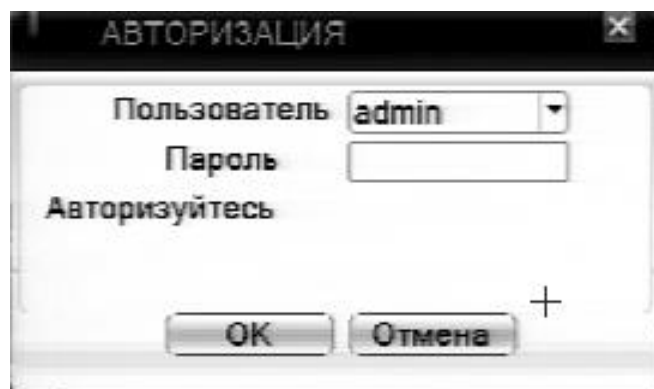 АВТОРИЗАЦИЯ
Пользователь admin
Пароль
Авторизуйтесь
OK Отмена